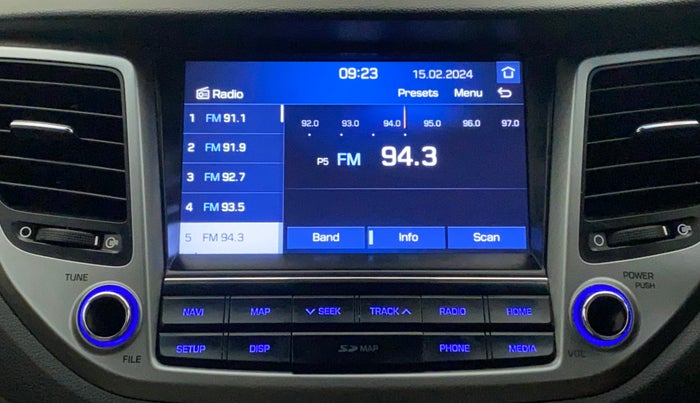 09:23 15.02.2024
Radio Presets Menu
1 FM 91.1
2 FM 91.9
3 FM 92.7
4 FM 93.5
5 FM 94.3
92.0 93.0 94.0 95.0 96.0 97.0
P5 FM 94.3
Band Info Scan
TUNE
FILE
POWER
PUSH
VOL
NAVI MAP SEEK TRACK RADIO HOME
SETUP DISP SD MAP PHONE MEDIA